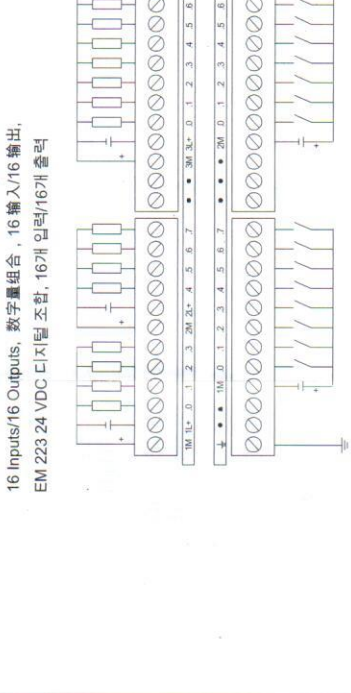 16 Inputs/16 Outputs, 数字量组合, 16 输入/16 输出,
EM 223 24 VDC 디지털 조합, 16개 입력/16개 출력
1M 1L+ .0 .1 .2 .3 2M 2L+ .4 .5 .6 .7 • • 3M 3L+ .0 .1 .2 .3 .4 .5 .6
⏚ • • 1M .0 .1 .2 .3 .4 .5 .6 .7 • • 2M .0 .1 .2 .3 .4 .5 .6